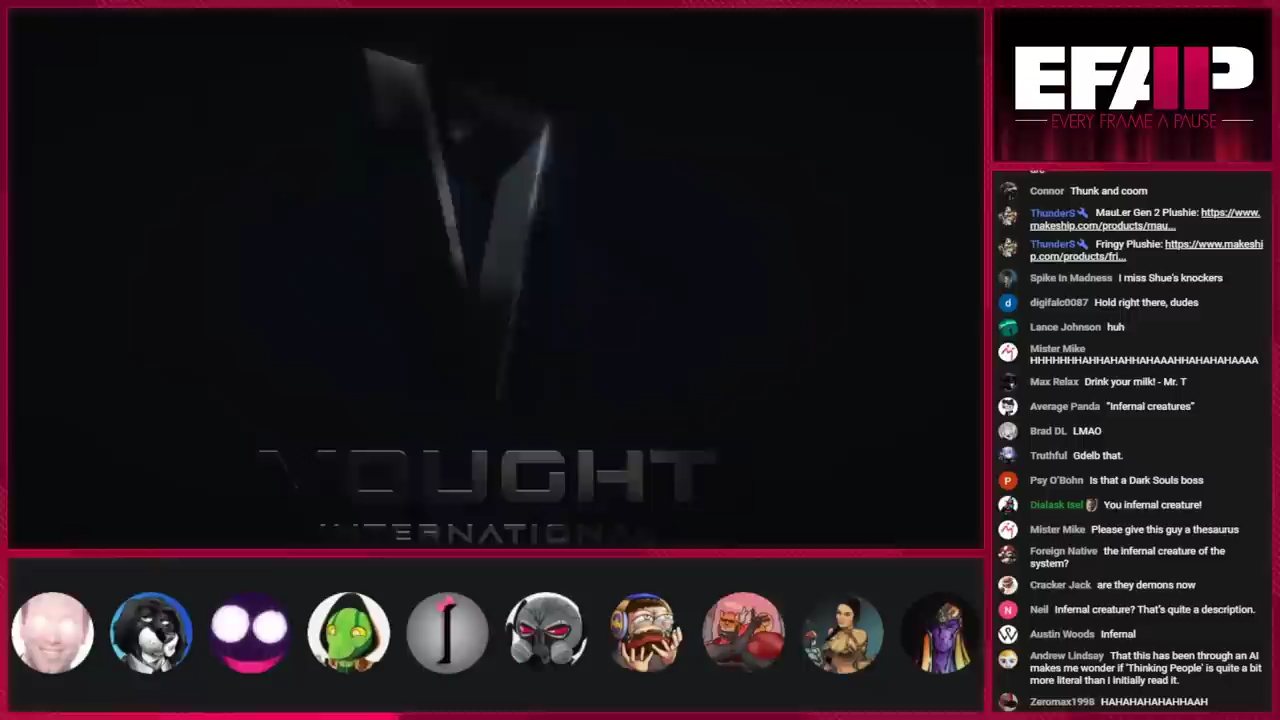 VOUGHT
INTERNATIONAL
EFAP
EVERY FRAME A PAUSE
Connor Thunk and coom
ThunderS MauLer Gen 2 Plushie: https://www.
makeship.com/products/mau...
ThunderS Fringy Plushie: https://www.makeshi
p.com/products/fri...
Spike In Madness I miss Shue's knockers
d
digifalc0087 Hold right there, dudes
Lance Johnson huh
Mister Mike
HHHHHHHAHHAHAHHAHAAAHHAHAHAHAAAA
Max Relax Drink your milk! - Mr. T
Average Panda "Infernal creatures"
Brad DL LMAO
Truthful Gdelb that.
P
Psy O'Bohn Is that a Dark Souls boss
Dialask Isel You infernal creature!
Mister Mike Please give this guy a thesaurus
Foreign Native the infernal creature of the
system?
Cracker Jack are they demons now
N
Neil Infernal creature? That's quite a description.
Austin Woods Infernal
Andrew Lindsay That this has been through an AI
makes me wonder if 'Thinking People' is quite a bit
more literal than I initially read it.
Zeromax1998 HAHAHAHAHAHHAAH